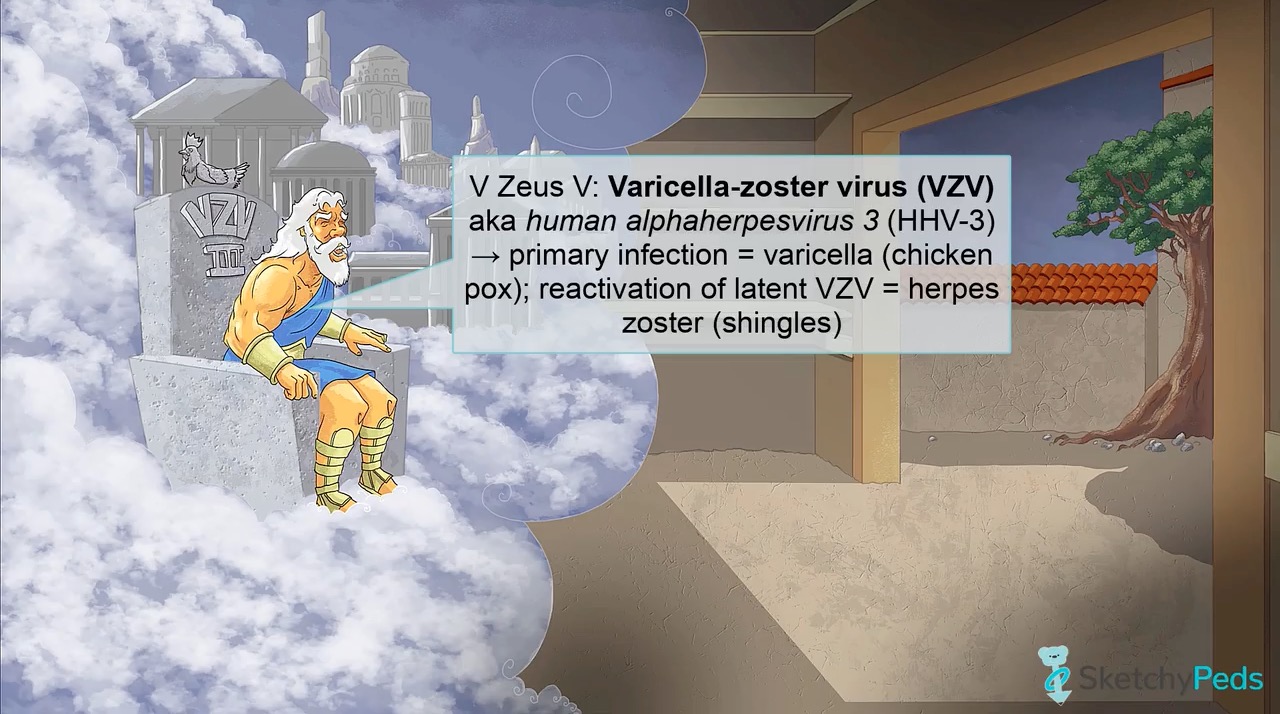 VZV
III
V Zeus V: Varicella-zoster virus (VZV)
aka human alphaherpesvirus 3 (HHV-3)
→ primary infection = varicella (chicken
pox); reactivation of latent VZV = herpes
zoster (shingles)
SketchyPeds